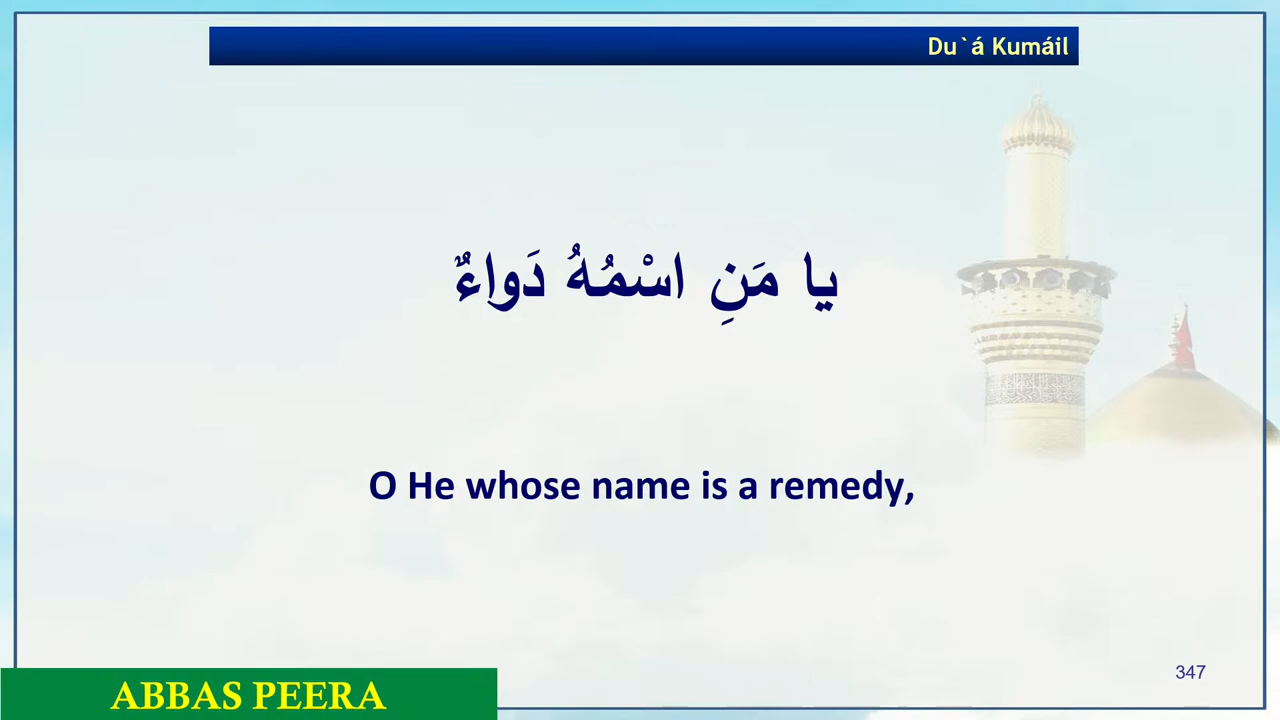 Du`á Kumáil
يا مَنِ اسْمُهُ دَواءٌ
O He whose name is a remedy,
347
ABBAS PEERA